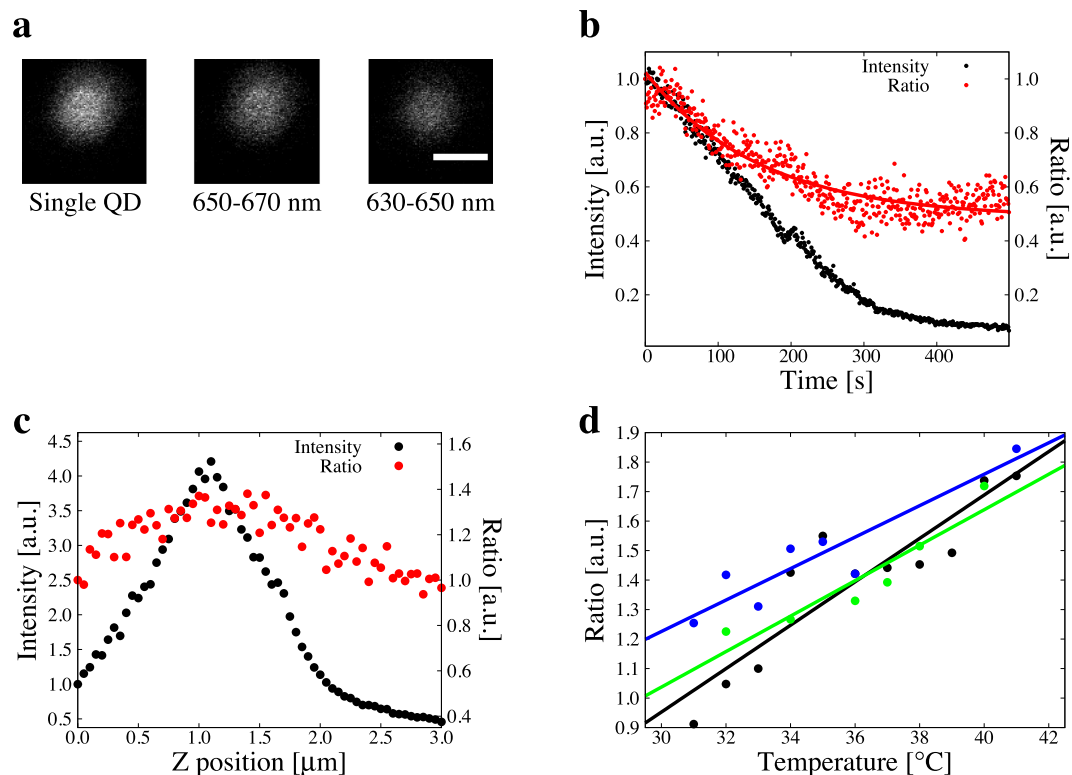 a
Single QD
650-670 nm
630-650 nm
b
Intensity
Ratio
1.0
0.8
0.6
0.4
0.2
1.0
0.8
0.6
0.4
0.2
Intensity [a.u.]
Ratio [a.u.]
0 100 200 300 400
Time [s]
c
Intensity
Ratio
4.5
4.0
3.5
3.0
2.5
2.0
1.5
1.0
0.5
1.6
1.4
1.2
1.0
0.8
0.6
0.4
Intensity [a.u.]
Ratio [a.u.]
0.0 0.5 1.0 1.5 2.0 2.5 3.0
Z position [μm]
d
1.9
1.8
1.7
1.6
1.5
1.4
1.3
1.2
1.1
1.0
0.9
Ratio [a.u.]
30 32 34 36 38 40 42
Temperature [°C]